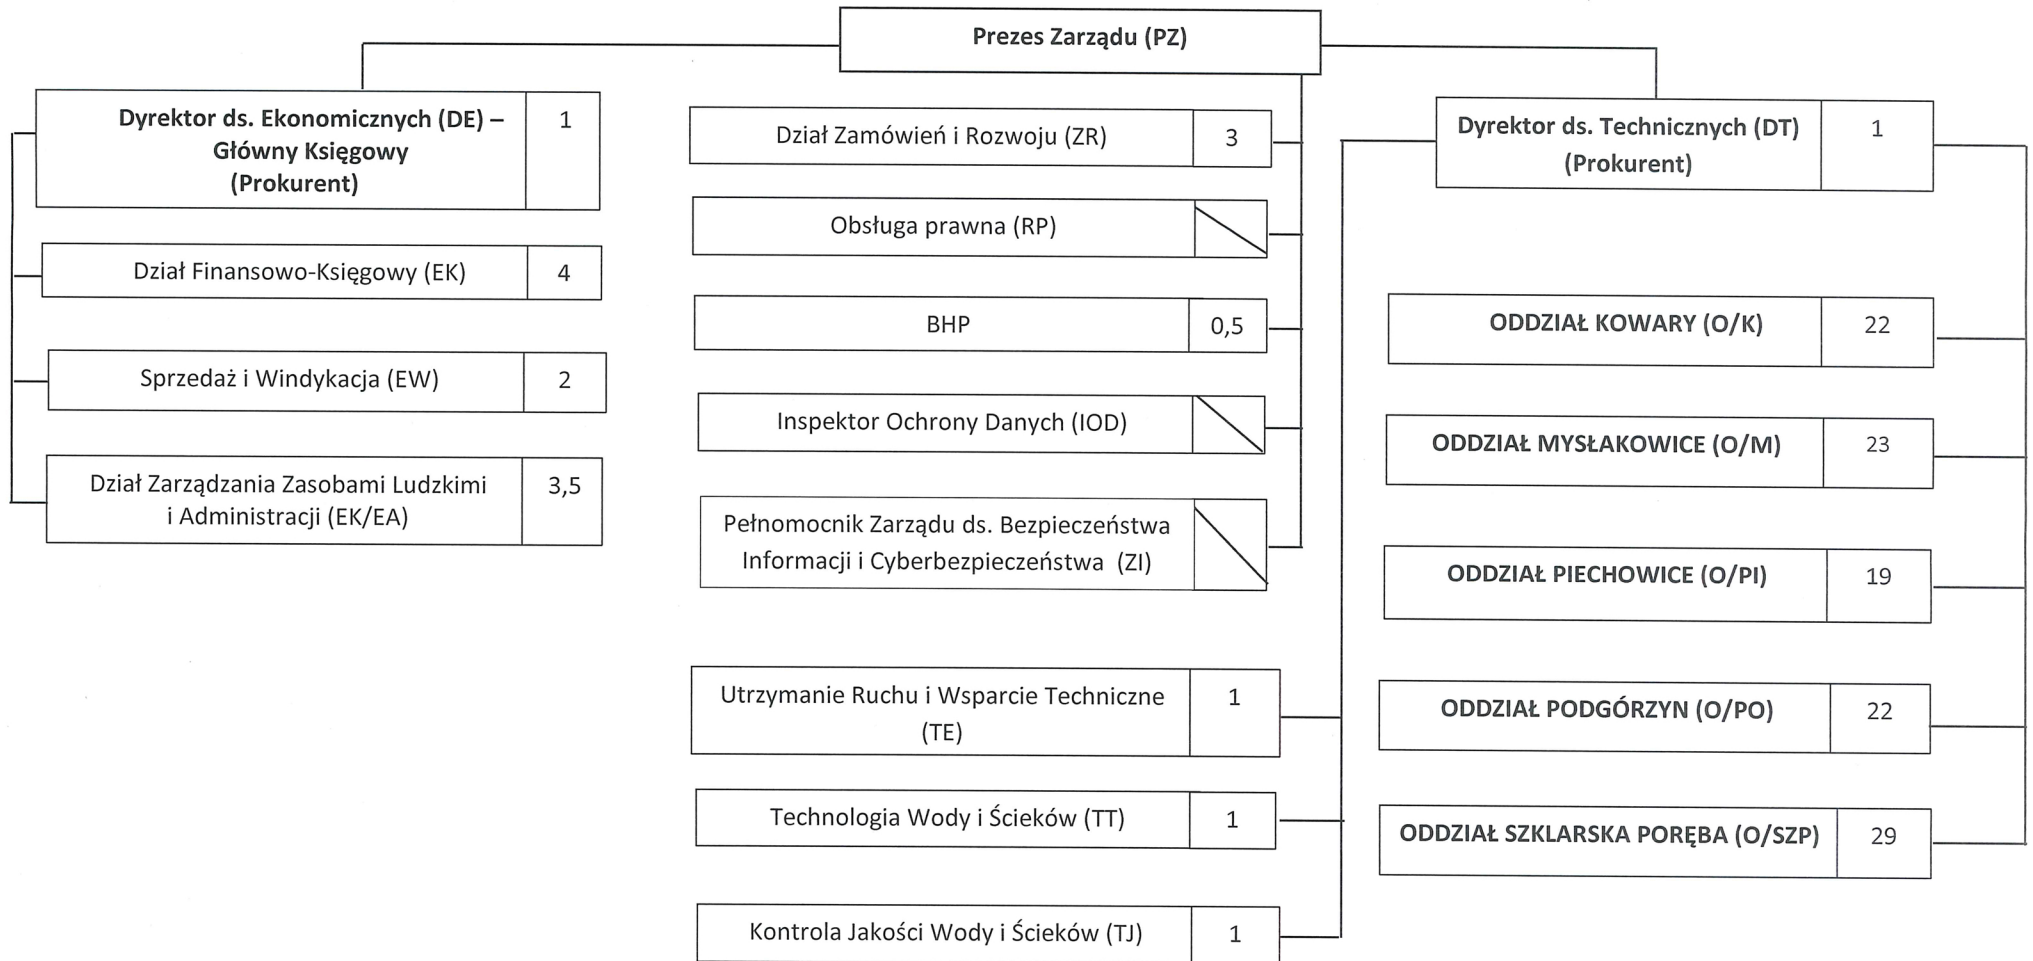 Prezes Zarządu (PZ)
Dyrektor ds. Ekonomicznych (DE) –
Główny Księgowy
(Prokurent)
1
Dział Finansowo-Księgowy (EK)
4
Sprzedaż i Windykacja (EW)
2
Dział Zarządzania Zasobami Ludzkimi
i Administracji (EK/EA)
3,5
Dział Zamówień i Rozwoju (ZR)
3
Obsługa prawna (RP)
BHP
0,5
Inspektor Ochrony Danych (IOD)
Pełnomocnik Zarządu ds. Bezpieczeństwa
Informacji i Cyberbezpieczeństwa (ZI)
Utrzymanie Ruchu i Wsparcie Techniczne
(TE)
1
Technologia Wody i Ścieków (TT)
1
Kontrola Jakości Wody i Ścieków (TJ)
1
Dyrektor ds. Technicznych (DT)
(Prokurent)
1
ODDZIAŁ KOWARY (O/K)
22
ODDZIAŁ MYSŁAKOWICE (O/M)
23
ODDZIAŁ PIECHOWICE (O/PI)
19
ODDZIAŁ PODGÓRZYN (O/PO)
22
ODDZIAŁ SZKLARSKA PORĘBA (O/SZP)
29